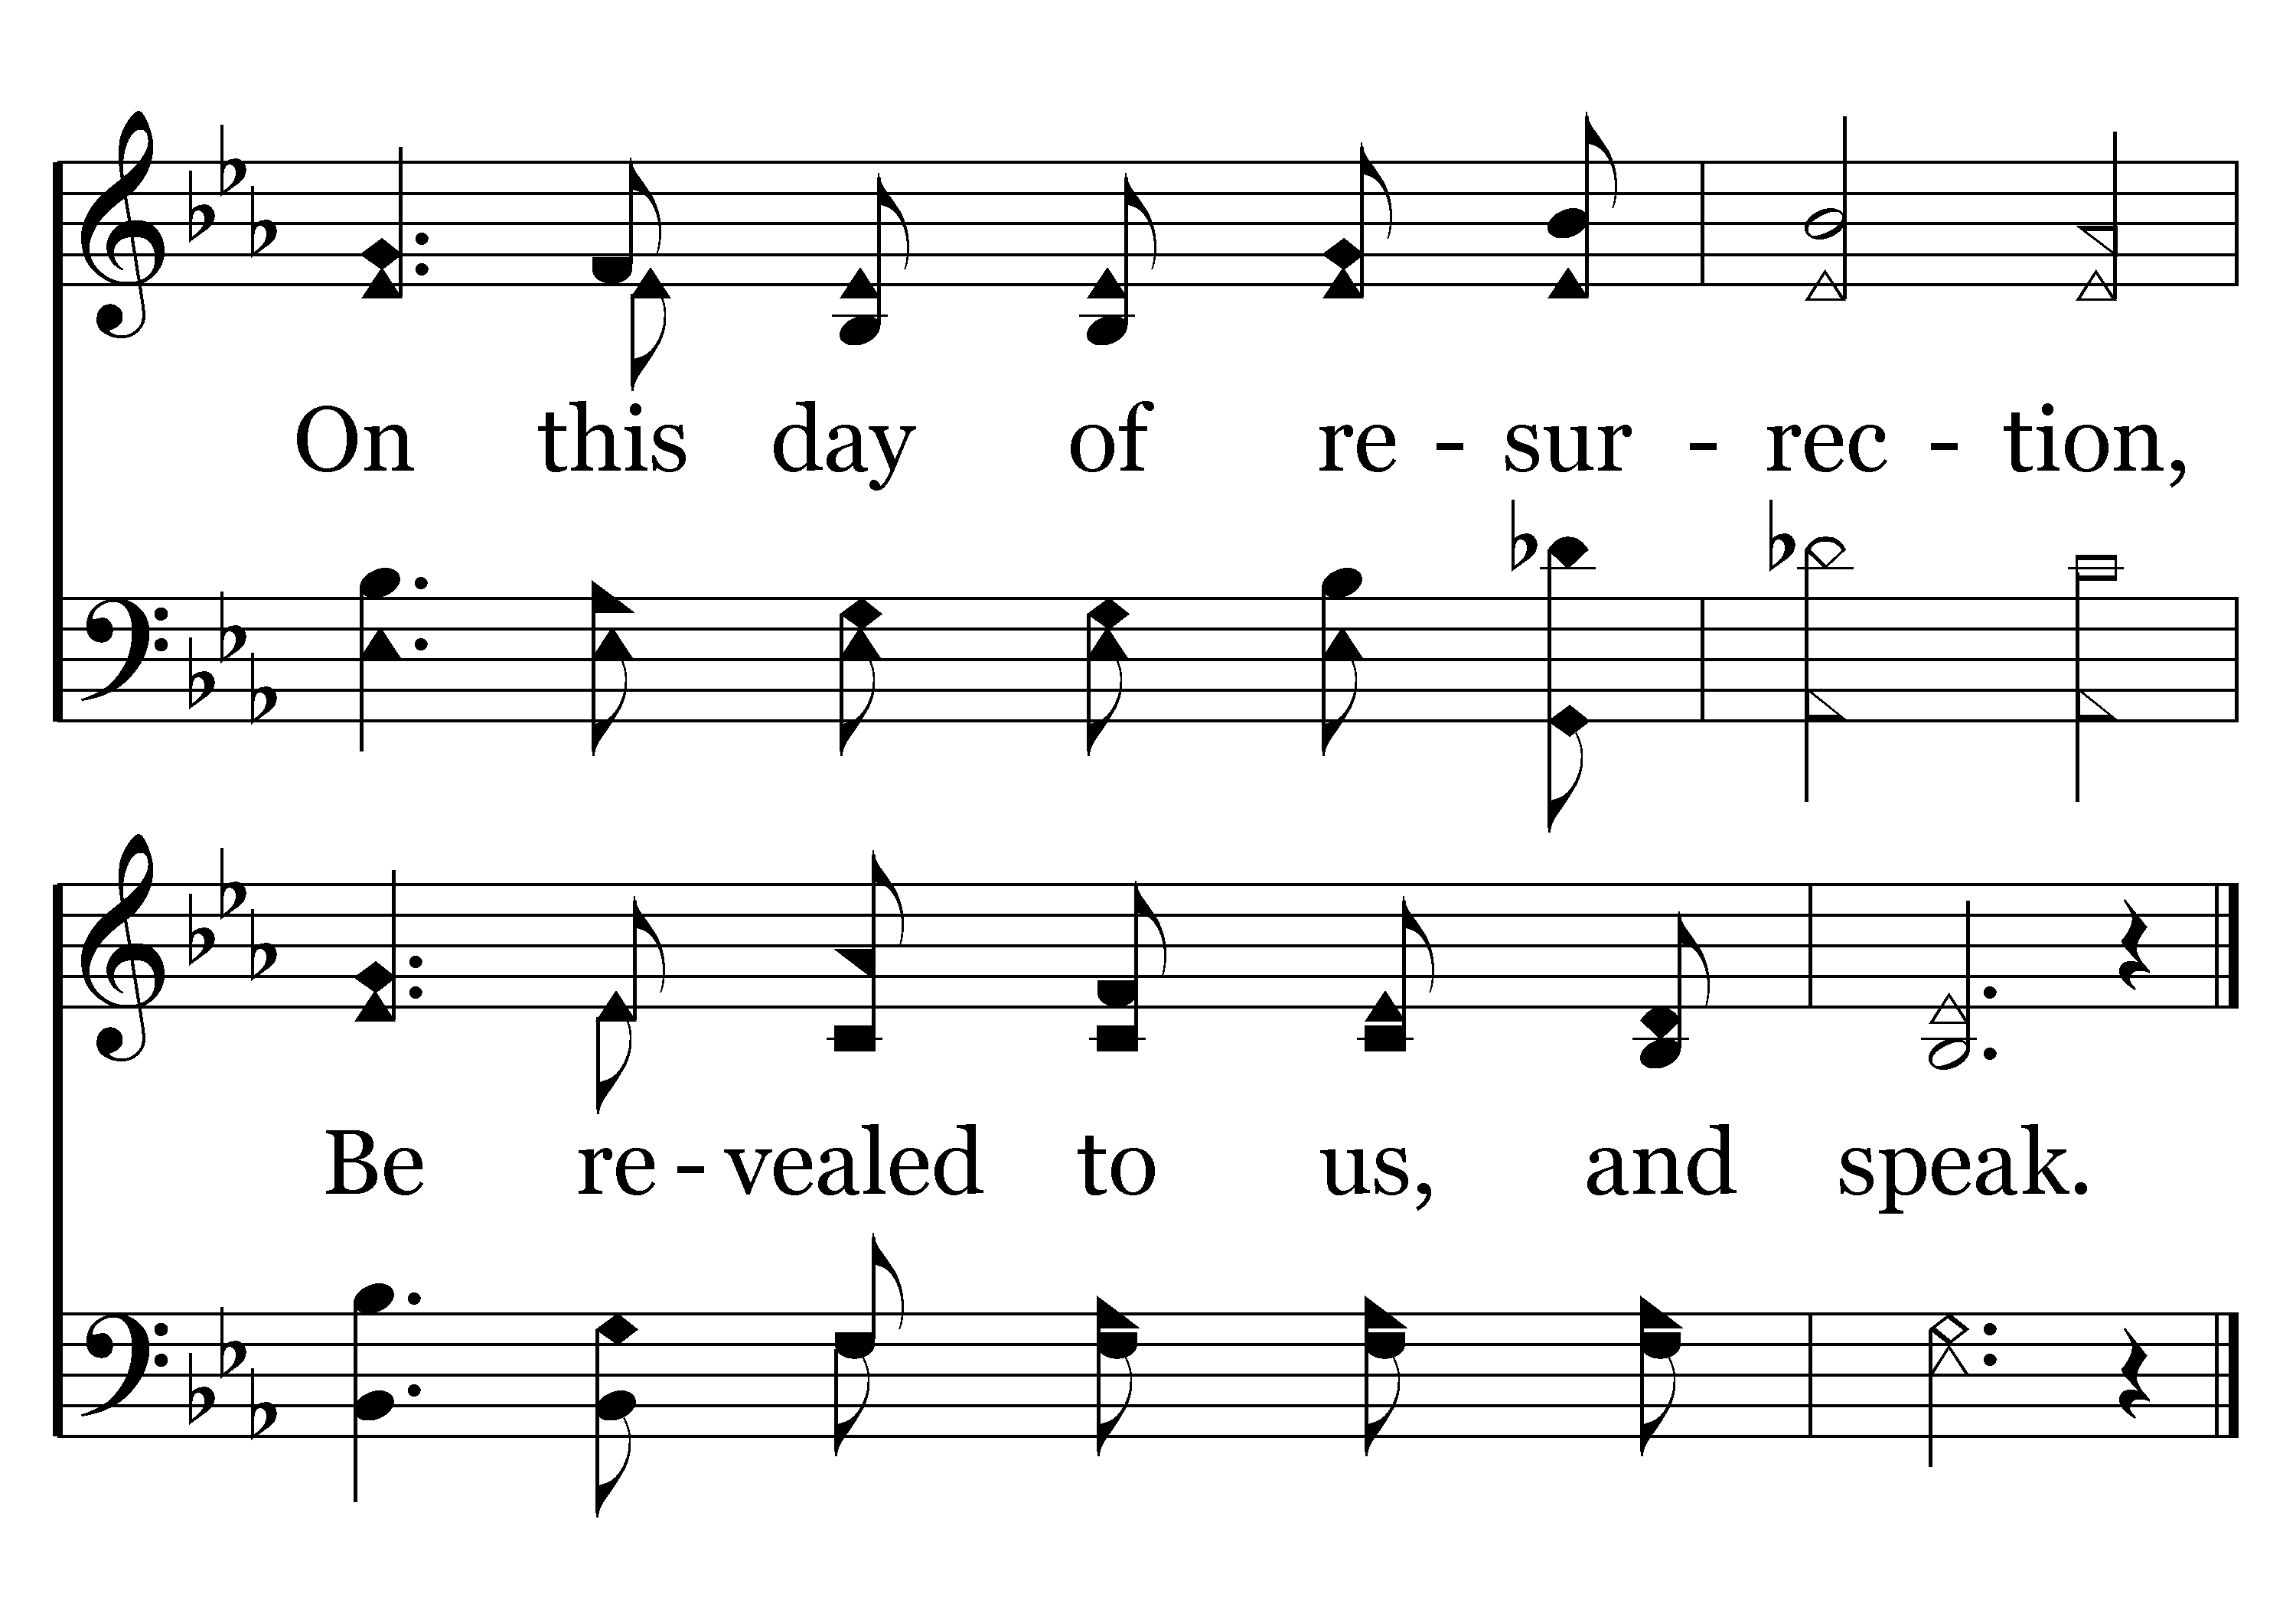 On this day of re - sur - rec - tion,
Be re - vealed to us, and speak.